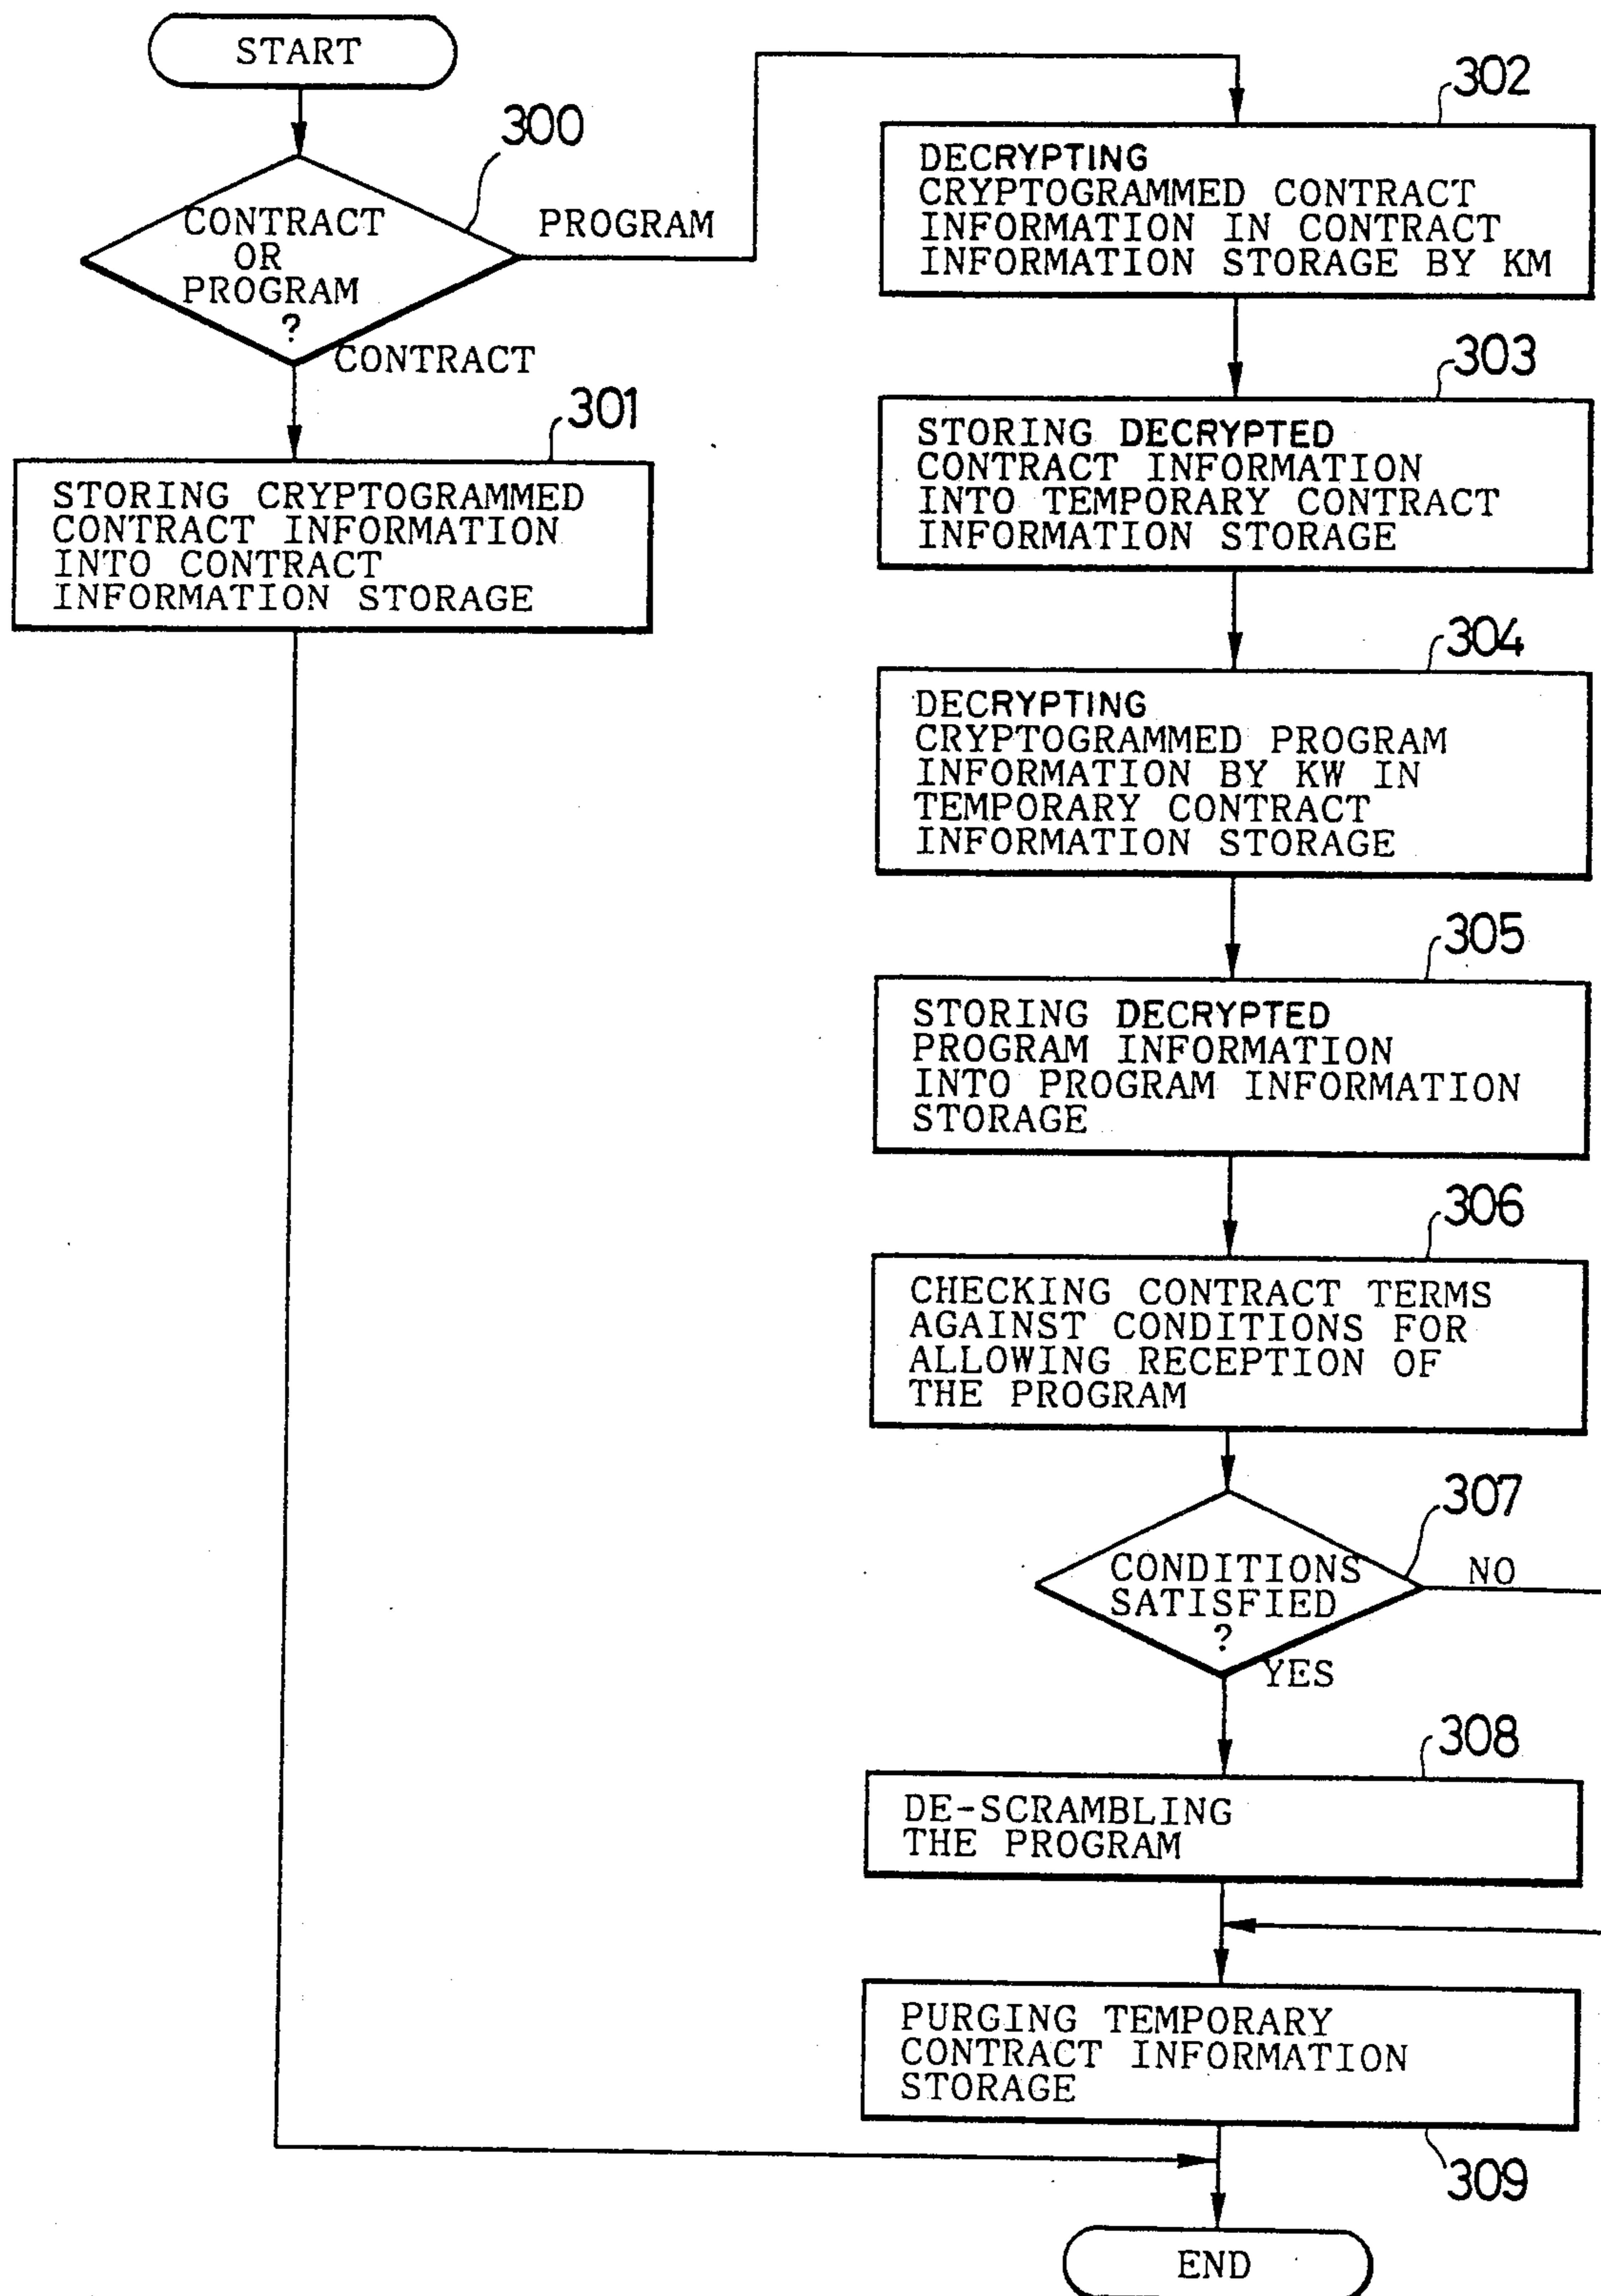 START
300
CONTRACT
OR
PROGRAM
?
PROGRAM
CONTRACT
301
STORING CRYPTOGRAMMED
CONTRACT INFORMATION
INTO CONTRACT
INFORMATION STORAGE
302
DECRYPTING
CRYPTOGRAMMED CONTRACT
INFORMATION IN CONTRACT
INFORMATION STORAGE BY KM
303
STORING DECRYPTED
CONTRACT INFORMATION
INTO TEMPORARY CONTRACT
INFORMATION STORAGE
304
DECRYPTING
CRYPTOGRAMMED PROGRAM
INFORMATION BY KW IN
TEMPORARY CONTRACT
INFORMATION STORAGE
305
STORING DECRYPTED
PROGRAM INFORMATION
INTO PROGRAM INFORMATION
STORAGE
306
CHECKING CONTRACT TERMS
AGAINST CONDITIONS FOR
ALLOWING RECEPTION OF
THE PROGRAM
307
CONDITIONS
SATISFIED
?
NO
YES
308
DE-SCRAMBLING
THE PROGRAM
PURGING TEMPORARY
CONTRACT INFORMATION
STORAGE
309
END